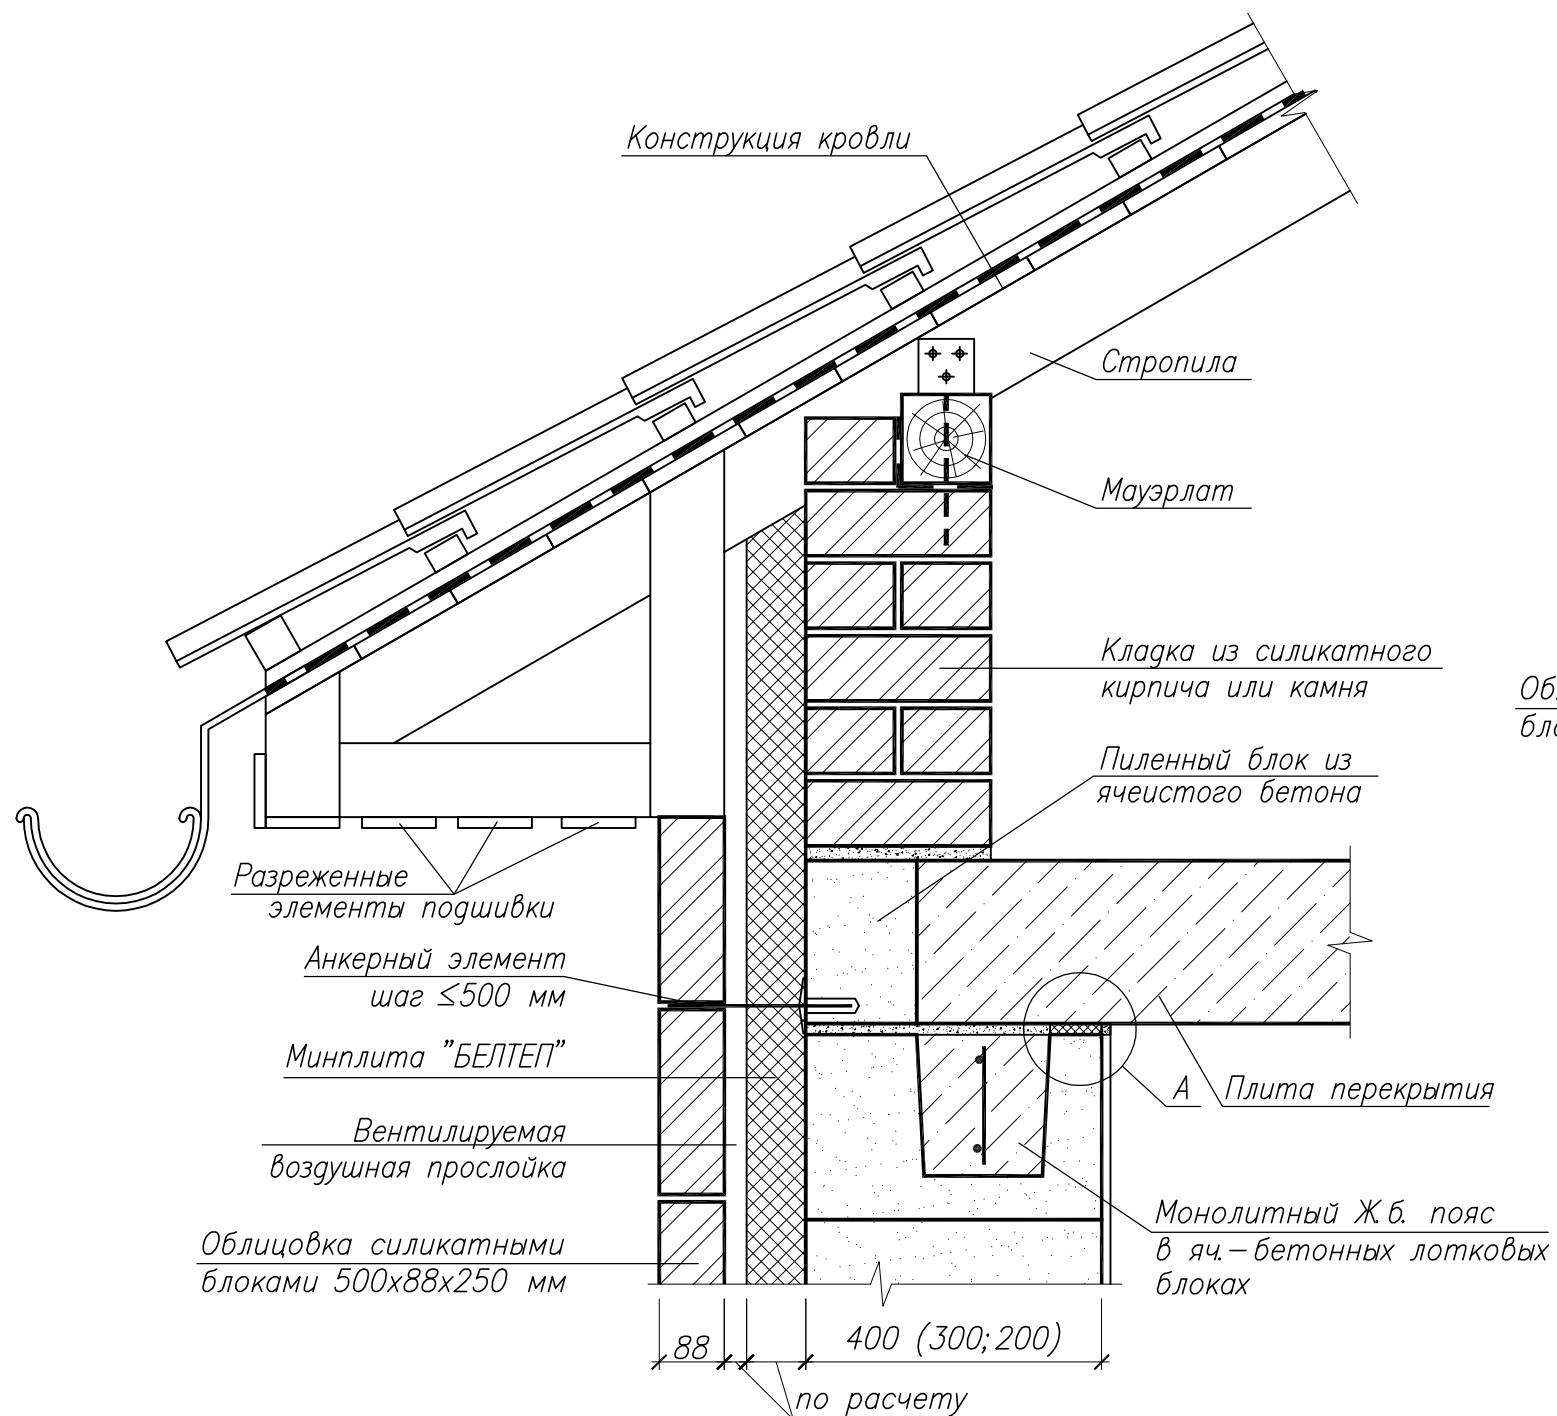 Конструкция кровли
Стропила
Мауэрлат
Кладка из силикатного
кирпича или камня
Пиленный блок из
ячеистого бетона
Разреженные
элементы подшивки
Анкерный элемент
шаг ≤500 мм
Минплита "БЕЛТЕП"
Вентилируемая
воздушная прослойка
Облицовка силикатными
блоками 500х88х250 мм
А
Плита перекрытия
Монолитный Ж.б. пояс
в яч.-бетонных лотковых
блоках
88
400 (300;200)
по расчету